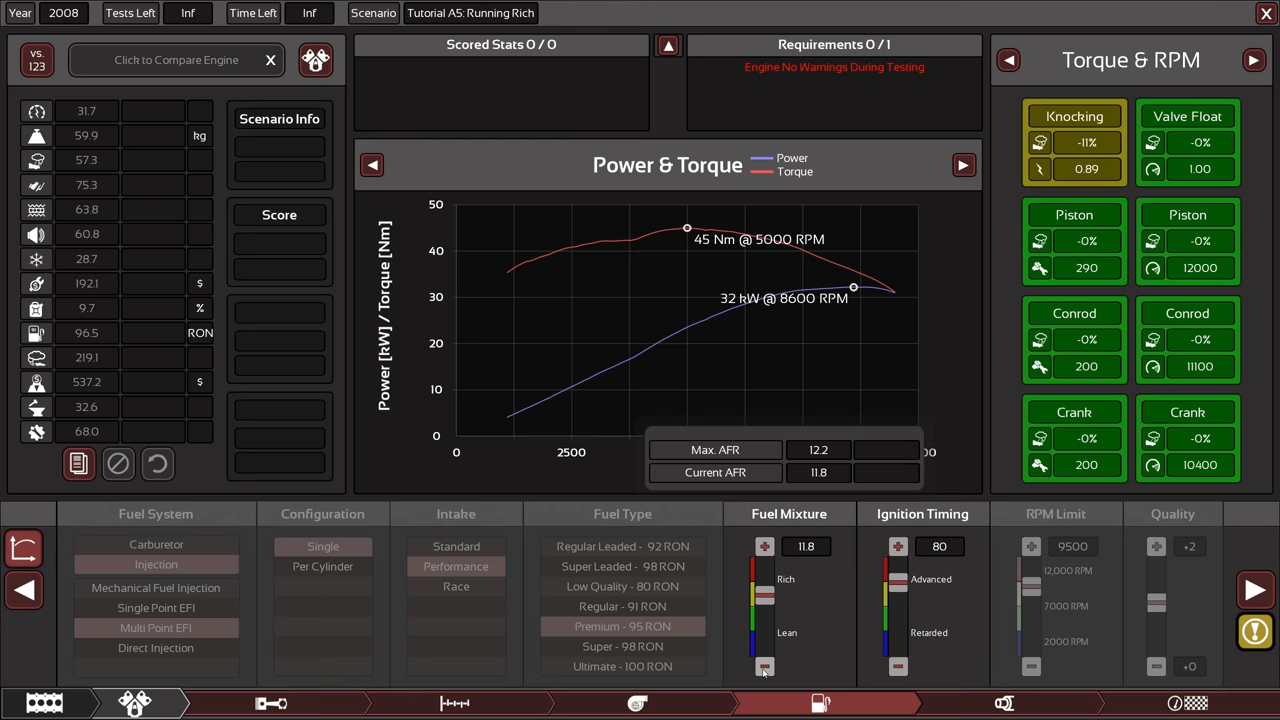 Year 2008 Tests Left Inf Time Left Inf Scenario Tutorial A5: Running Rich X
vs. 123
Click to Compare Engine X
31.7
59.9 kg
57.3
75.3
63.8
60.8
28.7
192.1 $
9.7 %
96.5 RON
219.1
537.2 $
32.6
68.0
Scenario Info
Score
Scored Stats 0 / 0
Requirements 0 / 1
Engine No Warnings During Testing
Power & Torque
Power
Torque
Power [kW] / Torque [Nm]
50
40
30
20
10
0
45 Nm @ 5000 RPM
32 kW @ 8600 RPM
0 2500 00
Max. AFR 12.2
Current AFR 11.8
Torque & RPM
Knocking Valve Float
-11% -0%
0.89 1.00
Piston Piston
-0% -0%
290 12000
Conrod Conrod
-0% -0%
200 11100
Crank Crank
-0% -0%
200 10400
Fuel System
Carburetor
Injection
Mechanical Fuel Injection
Single Point EFI
Multi Point EFI
Direct Injection
Configuration
Single
Per Cylinder
Intake
Standard
Performance
Race
Fuel Type
Regular Leaded - 92 RON
Super Leaded - 98 RON
Low Quality - 80 RON
Regular - 91 RON
Premium - 95 RON
Super - 98 RON
Ultimate - 100 RON
Fuel Mixture
11.8
Rich
Lean
Ignition Timing
80
Advanced
Retarded
RPM Limit
9500
12,000 RPM
7000 RPM
2000 RPM
Quality
+2
+0